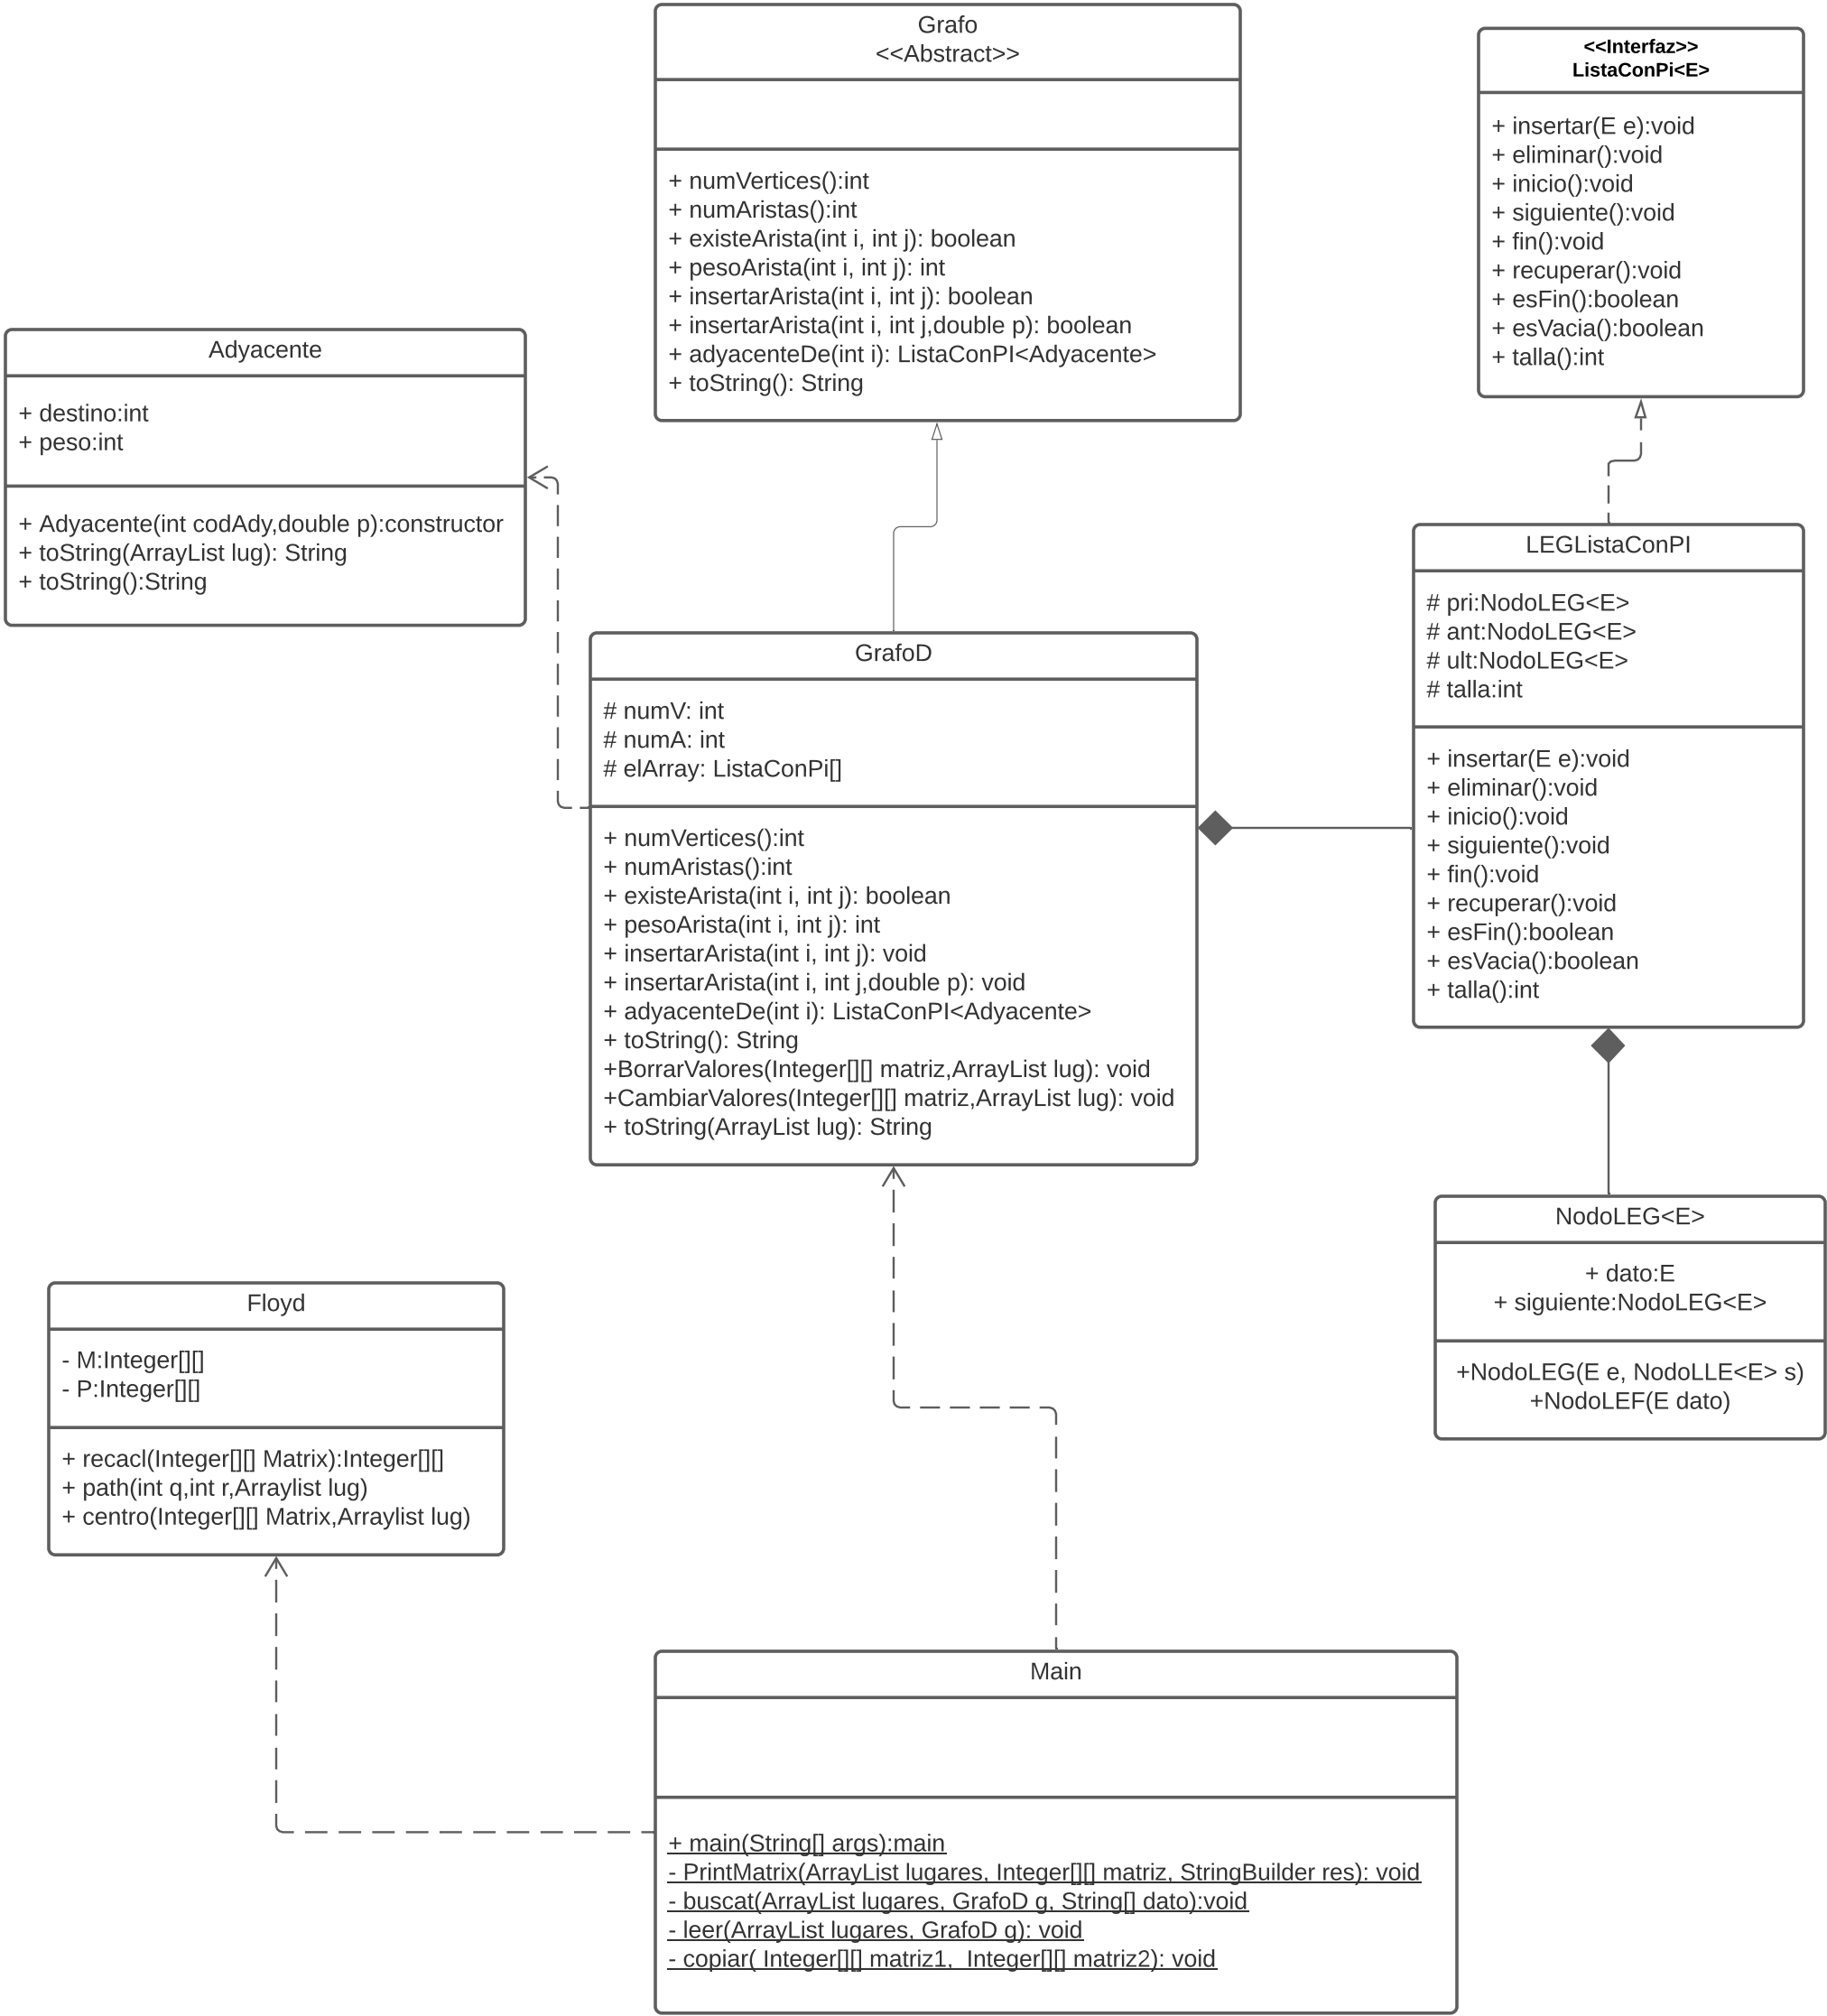 Grafo
<<Abstract>>
+ numVertices():int
+ numAristas():int
+ existeArista(int i, int j): boolean
+ pesoArista(int i, int j): int
+ insertarArista(int i, int j): boolean
+ insertarArista(int i, int j,double p): boolean
+ adyacenteDe(int i): ListaConPI<Adyacente>
+ toString(): String
<<Interfaz>>
ListaConPi<E>
+ insertar(E e):void
+ eliminar():void
+ inicio():void
+ siguiente():void
+ fin():void
+ recuperar():void
+ esFin():boolean
+ esVacia():boolean
+ talla():int
Adyacente
+ destino:int
+ peso:int
+ Adyacente(int codAdy,double p):constructor
+ toString(ArrayList lug): String
+ toString():String
GrafoD
# numV: int
# numA: int
# elArray: ListaConPi[]
+ numVertices():int
+ numAristas():int
+ existeArista(int i, int j): boolean
+ pesoArista(int i, int j): int
+ insertarArista(int i, int j): void
+ insertarArista(int i, int j,double p): void
+ adyacenteDe(int i): ListaConPI<Adyacente>
+ toString(): String
+BorrarValores(Integer[][] matriz,ArrayList lug): void
+CambiarValores(Integer[][] matriz,ArrayList lug): void
+ toString(ArrayList lug): String
LEGListaConPI
# pri:NodoLEG<E>
# ant:NodoLEG<E>
# ult:NodoLEG<E>
# talla:int
+ insertar(E e):void
+ eliminar():void
+ inicio():void
+ siguiente():void
+ fin():void
+ recuperar():void
+ esFin():boolean
+ esVacia():boolean
+ talla():int
NodoLEG<E>
+ dato:E
+ siguiente:NodoLEG<E>
+NodoLEG(E e, NodoLLE<E> s)
+NodoLEF(E dato)
Floyd
- M:Integer[][]
- P:Integer[][]
+ recacl(Integer[][] Matrix):Integer[][]
+ path(int q,int r,Arraylist lug)
+ centro(Integer[][] Matrix,Arraylist lug)
Main
+ main(String[] args):main
- PrintMatrix(ArrayList lugares, Integer[][] matriz, StringBuilder res): void
- buscat(ArrayList lugares, GrafoD g, String[] dato):void
- leer(ArrayList lugares, GrafoD g): void
- copiar( Integer[][] matriz1,  Integer[][] matriz2): void